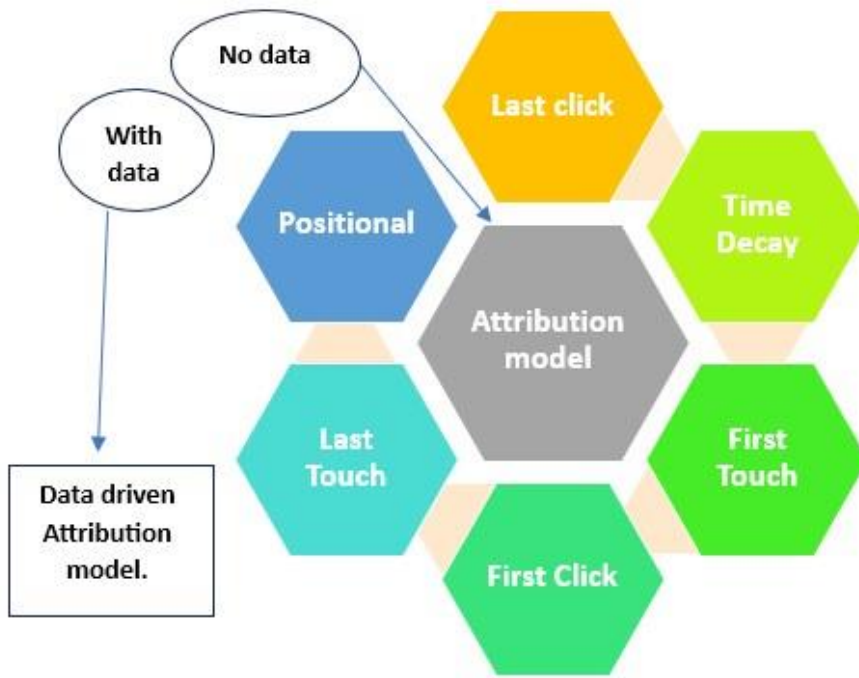 No data
With
data
Last click
Positional
Time
Decay
Attribution
model
Last
Touch
First
Touch
First Click
Data driven
Attribution
model.